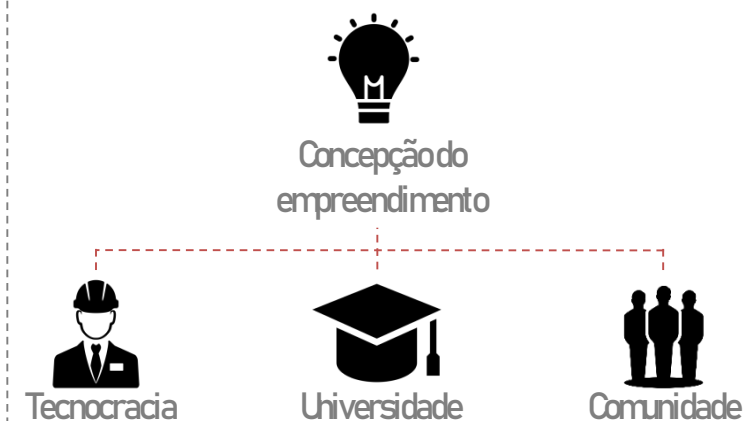 Concepção do
empreendimento
Tecnocracia
Universidade
Comunidade